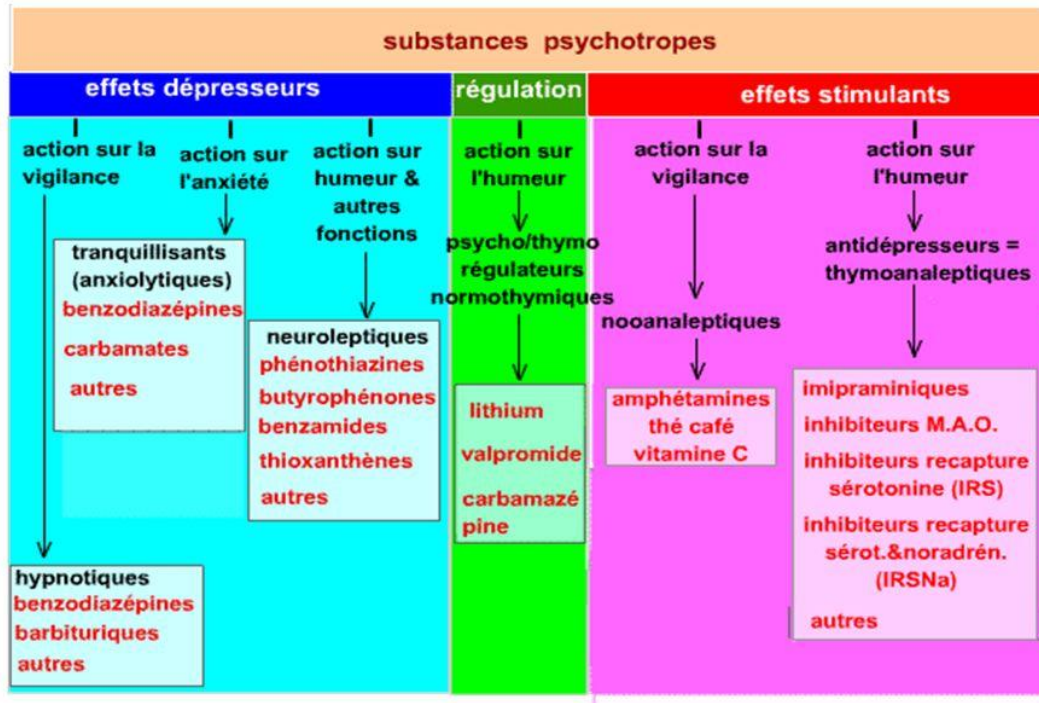 substances psychotropes
effets dépresseurs
régulation
effets stimulants
action sur la
vigilance
action sur
l'anxiété
action sur
humeur &
autres
fonctions
action sur
l'humeur
action sur la
vigilance
action sur
l'humeur
tranquillisants
(anxiolytiques)
benzodiazépines
carbamates
autres
neuroleptiques
phénothiazines
butyrophénones
benzamides
thioxanthènes
autres
hypnotiques
benzodiazépines
barbituriques
autres
psycho/thymo
régulateurs
normothymiques
lithium
valpromide
carbamazé
pine
nooanaleptiques
amphétamines
thé café
vitamine C
antidépresseurs =
thymoanaleptiques
imipraminiques
inhibiteurs M.A.O.
inhibiteurs recapture
sérotonine (IRS)
inhibiteurs recapture
sérot.&noradrén.
(IRSNa)
autres